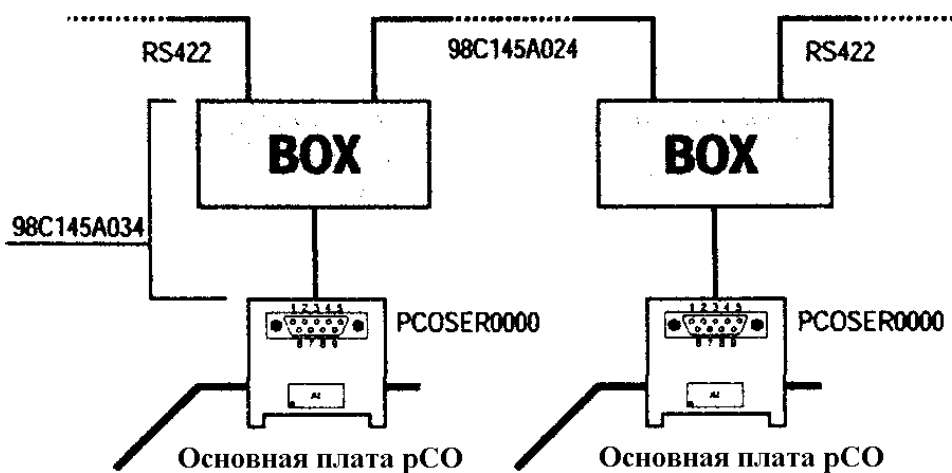 RS422
98C145A024
RS422
BOX
BOX
98C145A034
1 2 3 4 5
6 7 8 9
PCOSER0000
1 2 3 4 5
6 7 8 9
PCOSER0000
Основная плата pCO
Основная плата pCO